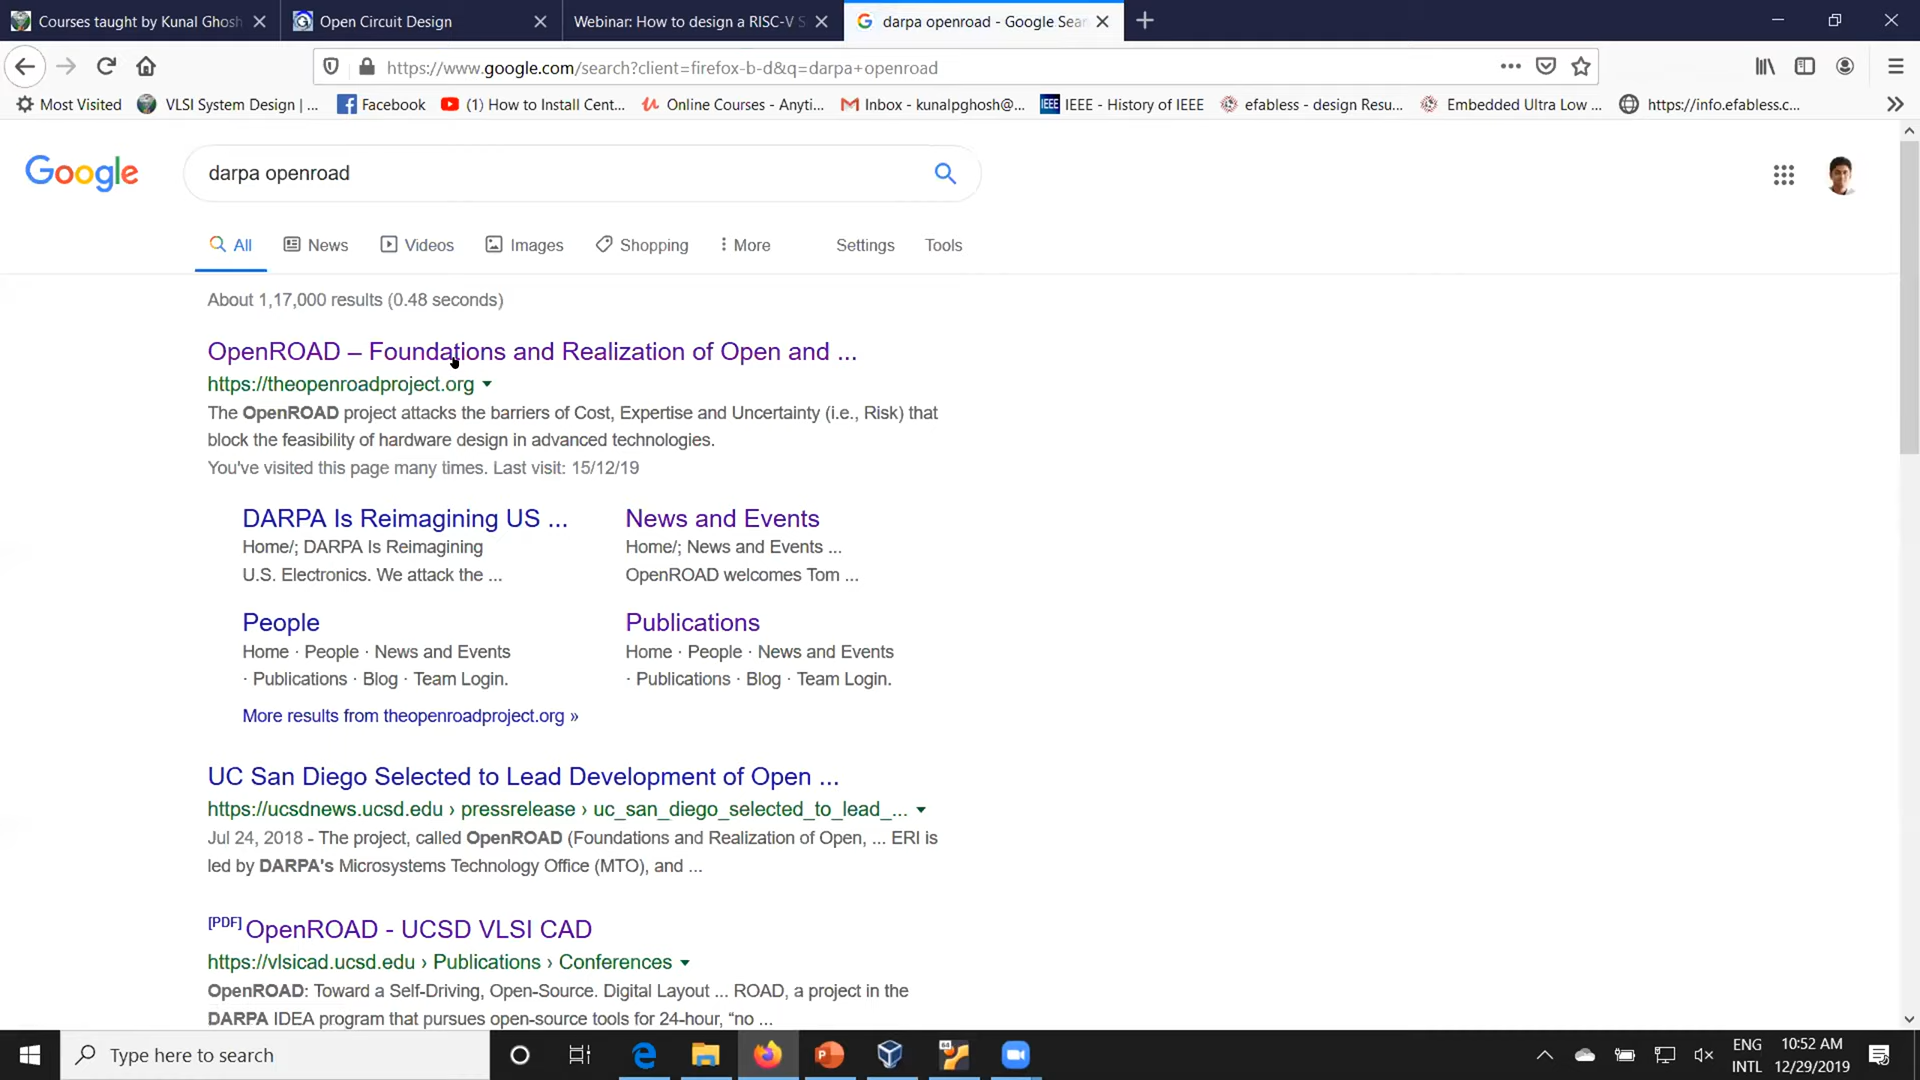 Courses taught by Kunal Ghosh
Open Circuit Design
Webinar: How to design a RISC-V S
darpa openroad - Google Sea
https://www.google.com/search?client=firefox-b-d&q=darpa+openroad
Most Visited
VLSI System Design | ...
Facebook
(1) How to Install Cent...
Online Courses - Anyti...
Inbox - kunalpghosh@...
IEEE IEEE - History of IEEE
efabless - design Resu...
Embedded Ultra Low ...
https://info.efabless.c...
Google
darpa openroad
All
News
Videos
Images
Shopping
More
Settings
Tools
About 1,17,000 results (0.48 seconds)
OpenROAD – Foundations and Realization of Open and ...
https://theopenroadproject.org
The OpenROAD project attacks the barriers of Cost, Expertise and Uncertainty (i.e., Risk) that
block the feasibility of hardware design in advanced technologies.
You've visited this page many times. Last visit: 15/12/19
DARPA Is Reimagining US ...
Home/; DARPA Is Reimagining
U.S. Electronics. We attack the ...
News and Events
Home/; News and Events ...
OpenROAD welcomes Tom ...
People
Home · People · News and Events
· Publications · Blog · Team Login.
Publications
Home · People · News and Events
· Publications · Blog · Team Login.
More results from theopenroadproject.org »
UC San Diego Selected to Lead Development of Open ...
https://ucsdnews.ucsd.edu › pressrelease › uc_san_diego_selected_to_lead_...
Jul 24, 2018 - The project, called OpenROAD (Foundations and Realization of Open, ... ERI is
led by DARPA's Microsystems Technology Office (MTO), and ...
[PDF] OpenROAD - UCSD VLSI CAD
https://vlsicad.ucsd.edu › Publications › Conferences
OpenROAD: Toward a Self-Driving, Open-Source. Digital Layout ... ROAD, a project in the
DARPA IDEA program that pursues open-source tools for 24-hour, “no ...
Type here to search
64
ENG
INTL
10:52 AM
12/29/2019